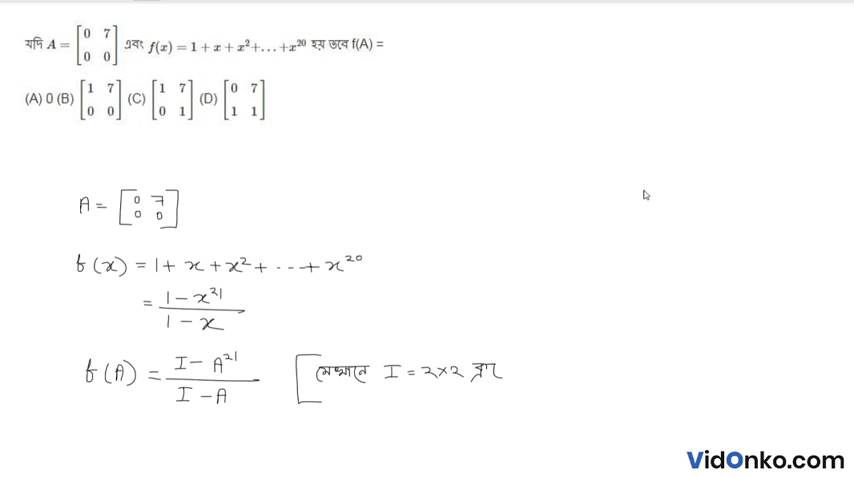 যদি A = [0 7; 0 0] এবং f(x) = 1 + x + x²+…+x²⁰ হয় তবে f(A) =
(A) 0 (B) [1 7; 0 0] (C) [1 7; 0 1] (D) [0 7; 1 1]
A = [0 7; 0 0]
f(x) = 1 + x + x² + --- + x²⁰
= (1 - x²¹)/(1 - x)
f(A) = (I - A²¹)/(I - A) [ যেখানে I = 2×2
VidOnko.com